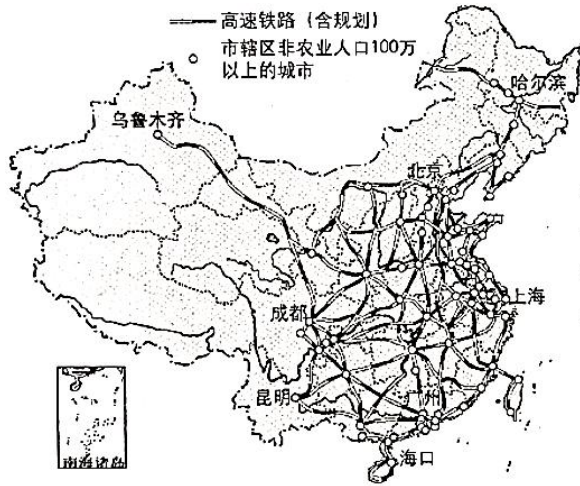 高速铁路（含规划）
市辖区非农业人口100万
以上的城市
哈尔滨
乌鲁木齐
北京
成都
上海
昆明
广州
海口
南海诸岛